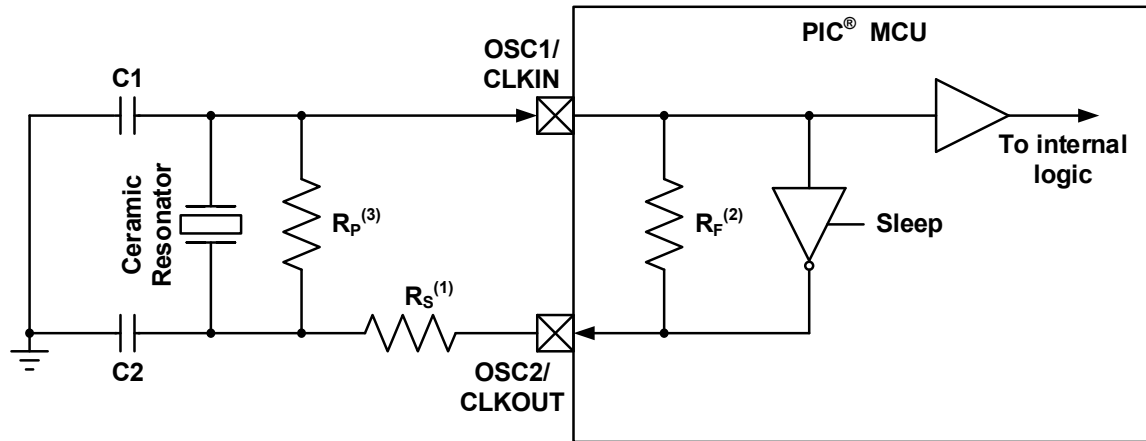 PIC® MCU
OSC1/
CLKIN
C1
To internal
logic
Ceramic
Resonator
RP(3)
RF(2)
Sleep
RS(1)
C2
OSC2/
CLKOUT